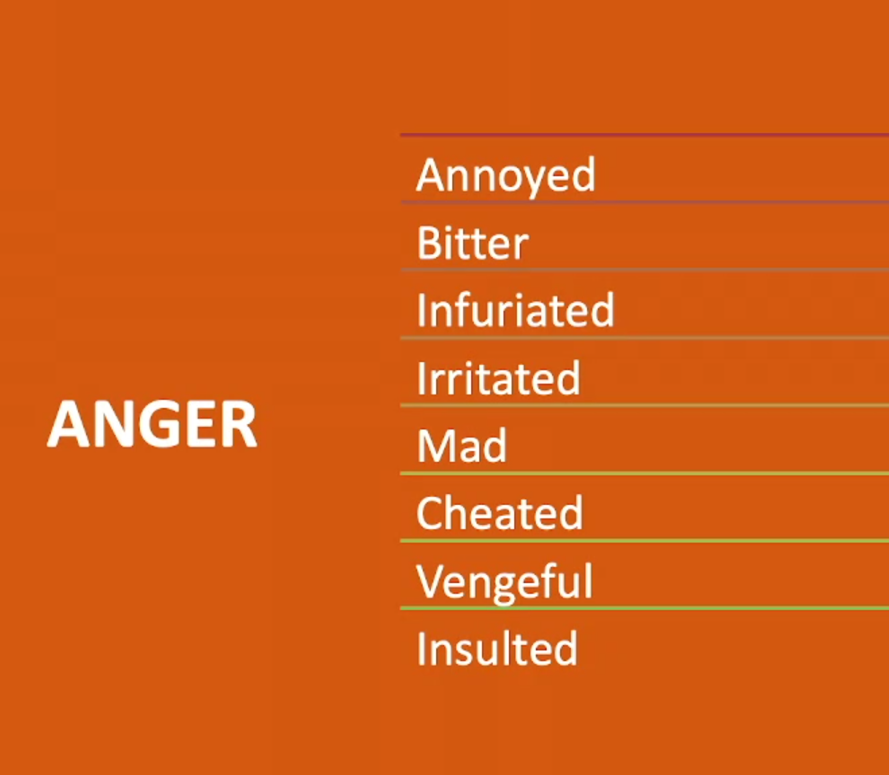 ANGER
Annoyed
Bitter
Infuriated
Irritated
Mad
Cheated
Vengeful
Insulted